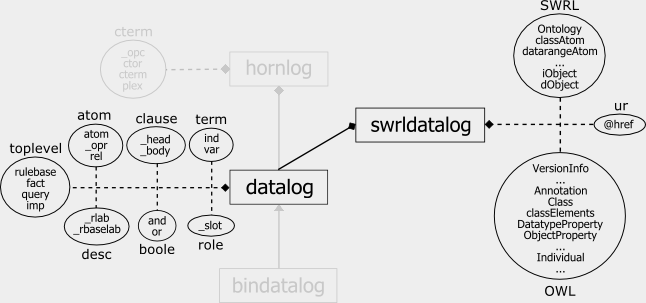 cterm
_opc
ctor
cterm
plex
hornlog
SWRL
Ontology
classAtom
datarangeAtom
...
iObject
dObject
swrldatalog
ur
@href
toplevel
rulebase
fact
query
imp
atom
atom
_opr
rel
clause
_head
_body
term
ind
var
datalog
_rlab
_rbaselab
desc
and
or
boole
_slot
role
bindatalog
VersionInfo
...
Annotation
Class
classElements
DatatypeProperty
ObjectProperty
...
Individual
...
OWL